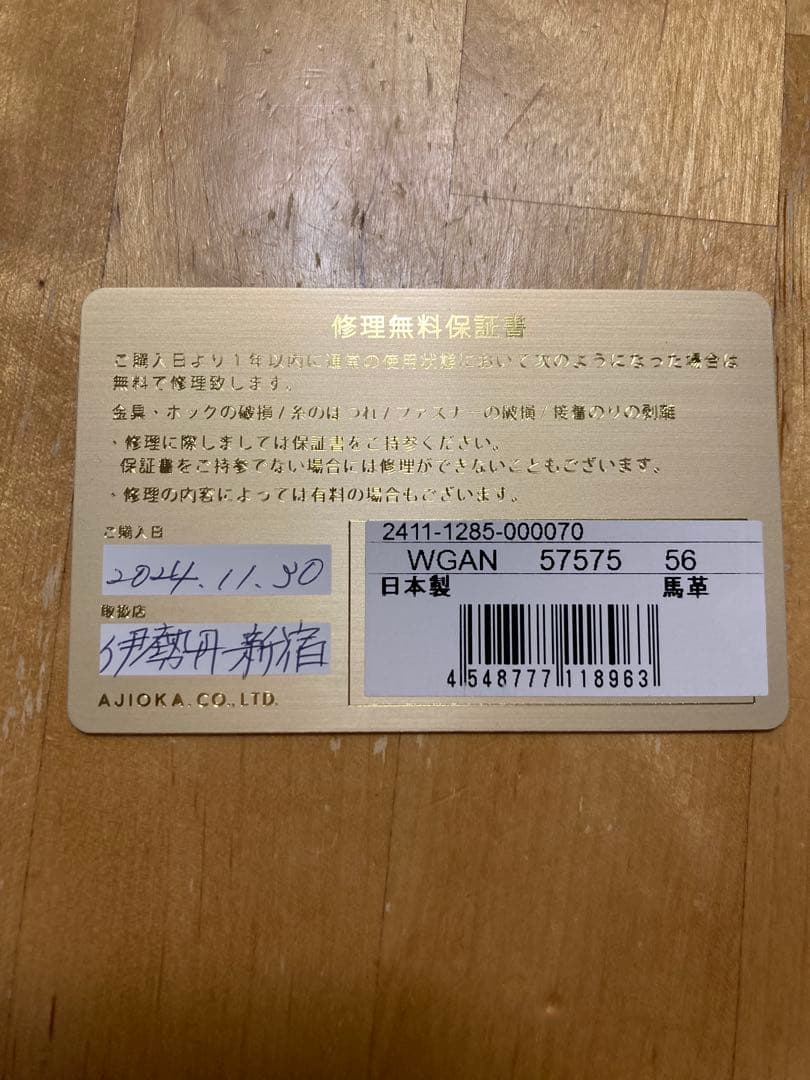 修理無料保証書
ご購入日より1年以内に通常の使用状態において次のようになった場合は
無料で修理致します。
金具・ホックの破損/糸のほつれ/ファスナーの破損/接着のりの剥離
・修理に際しましては保証書をご持参ください。
保証書をご持参でない場合には修理ができないこともございます。
・修理の内容によっては有料の場合もございます。
ご購入日
2024.11.30
取扱店
伊勢丹新宿
AJIOKA.CO.,LTD.
2411-1285-000070
WGAN 57575 56
日本製 馬革
4 548777 118963